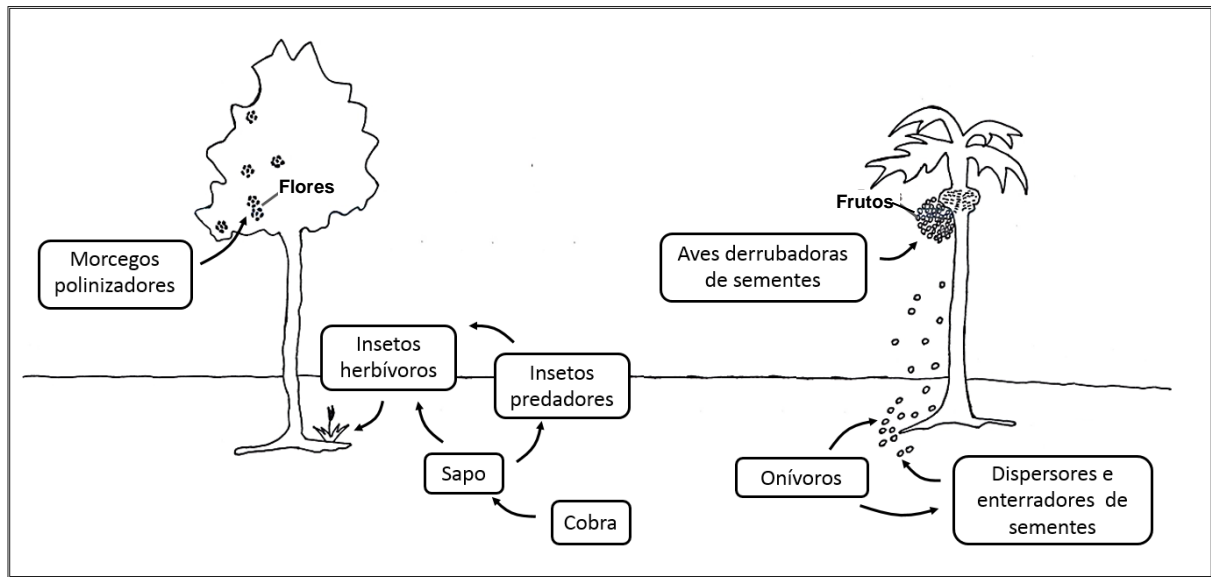 Flores
Morcegos
polinizadores
Insetos
herbívoros
Insetos
predadores
Sapo
Cobra
Frutos
Aves derrubadoras
de sementes
Onívoros
Dispersores e
enterradores de
sementes